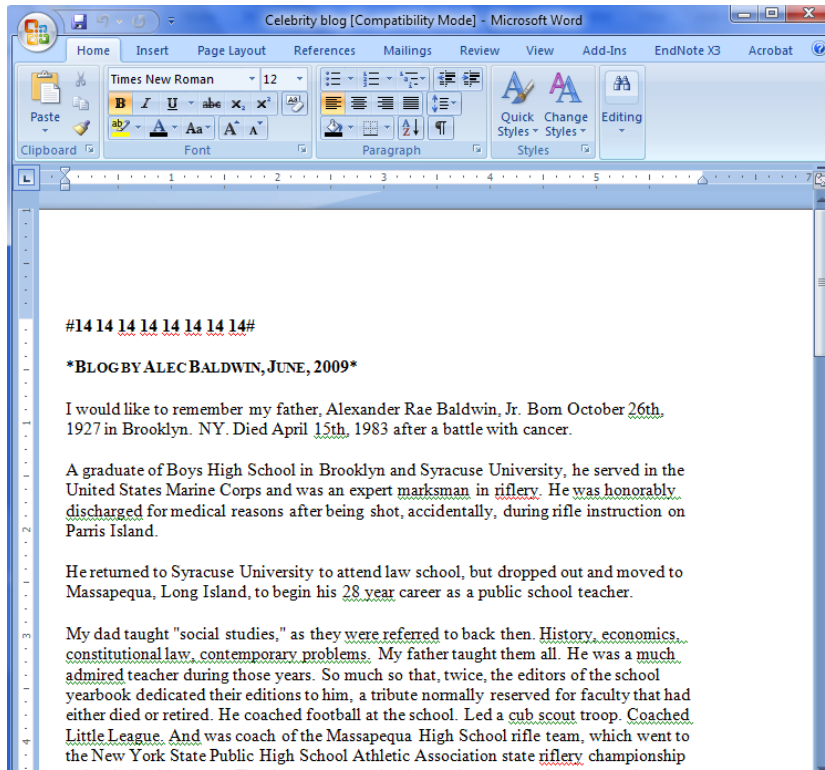 Celebrity blog [Compatibility Mode] - Microsoft Word
Home Insert Page Layout References Mailings Review View Add-Ins EndNote X3 Acrobat
Times New Roman 12
Paste
B I U abc x₂ x²
ab A Aa A A
Quick Styles
Change Styles
Editing
Clipboard Font Paragraph Styles
1 2 3 4 5 7
#14 14 14 14 14 14 14 14#
*BLOG BY ALEC BALDWIN, JUNE, 2009*
I would like to remember my father, Alexander Rae Baldwin, Jr. Born October 26th,
1927 in Brooklyn. NY. Died April 15th, 1983 after a battle with cancer.
A graduate of Boys High School in Brooklyn and Syracuse University, he served in the
United States Marine Corps and was an expert marksman in riflery. He was honorably
discharged for medical reasons after being shot, accidentally, during rifle instruction on
Parris Island.
He returned to Syracuse University to attend law school, but dropped out and moved to
Massapequa, Long Island, to begin his 28 year career as a public school teacher.
My dad taught "social studies," as they were referred to back then. History, economics,
constitutional law, contemporary problems. My father taught them all. He was a much
admired teacher during those years. So much so that, twice, the editors of the school
yearbook dedicated their editions to him, a tribute normally reserved for faculty that had
either died or retired. He coached football at the school. Led a cub scout troop. Coached
Little League. And was coach of the Massapequa High School rifle team, which went to
the New York State Public High School Athletic Association state riflery championship